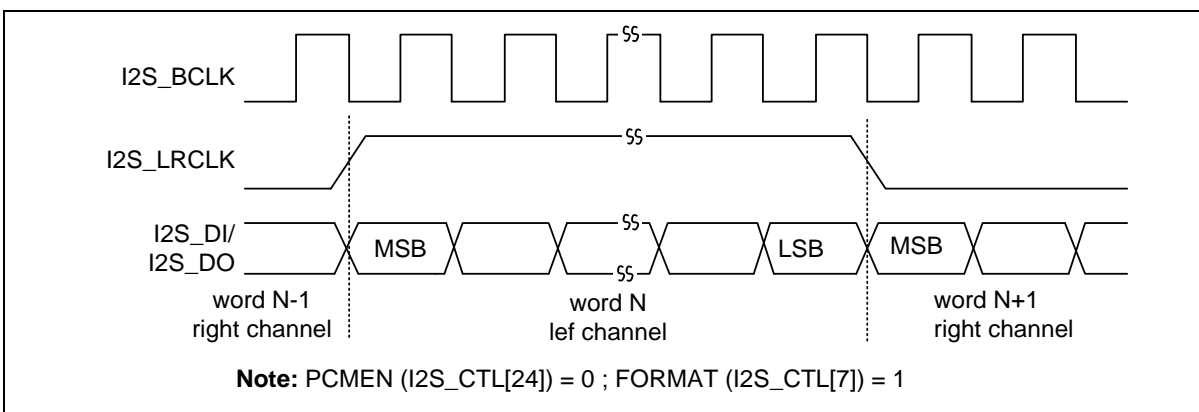 I2S_BCLK
I2S_LRCLK
I2S_DI/
I2S_DO
MSB
LSB
MSB
word N-1
right channel
word N
lef channel
word N+1
right channel
Note: PCMEN (I2S_CTL[24]) = 0 ; FORMAT (I2S_CTL[7]) = 1